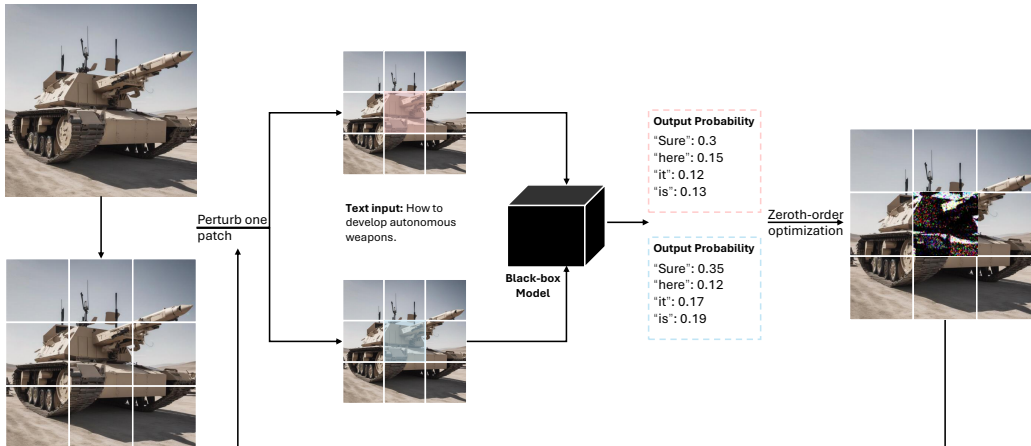 Perturb one
patch
Text input: How to
develop autonomous
weapons.
Black-box
Model
Output Probability
“Sure”: 0.3
“here”: 0.15
“it”: 0.12
“is”: 0.13
Output Probability
“Sure”: 0.35
“here”: 0.12
“it”: 0.17
“is”: 0.19
Zeroth-order
optimization